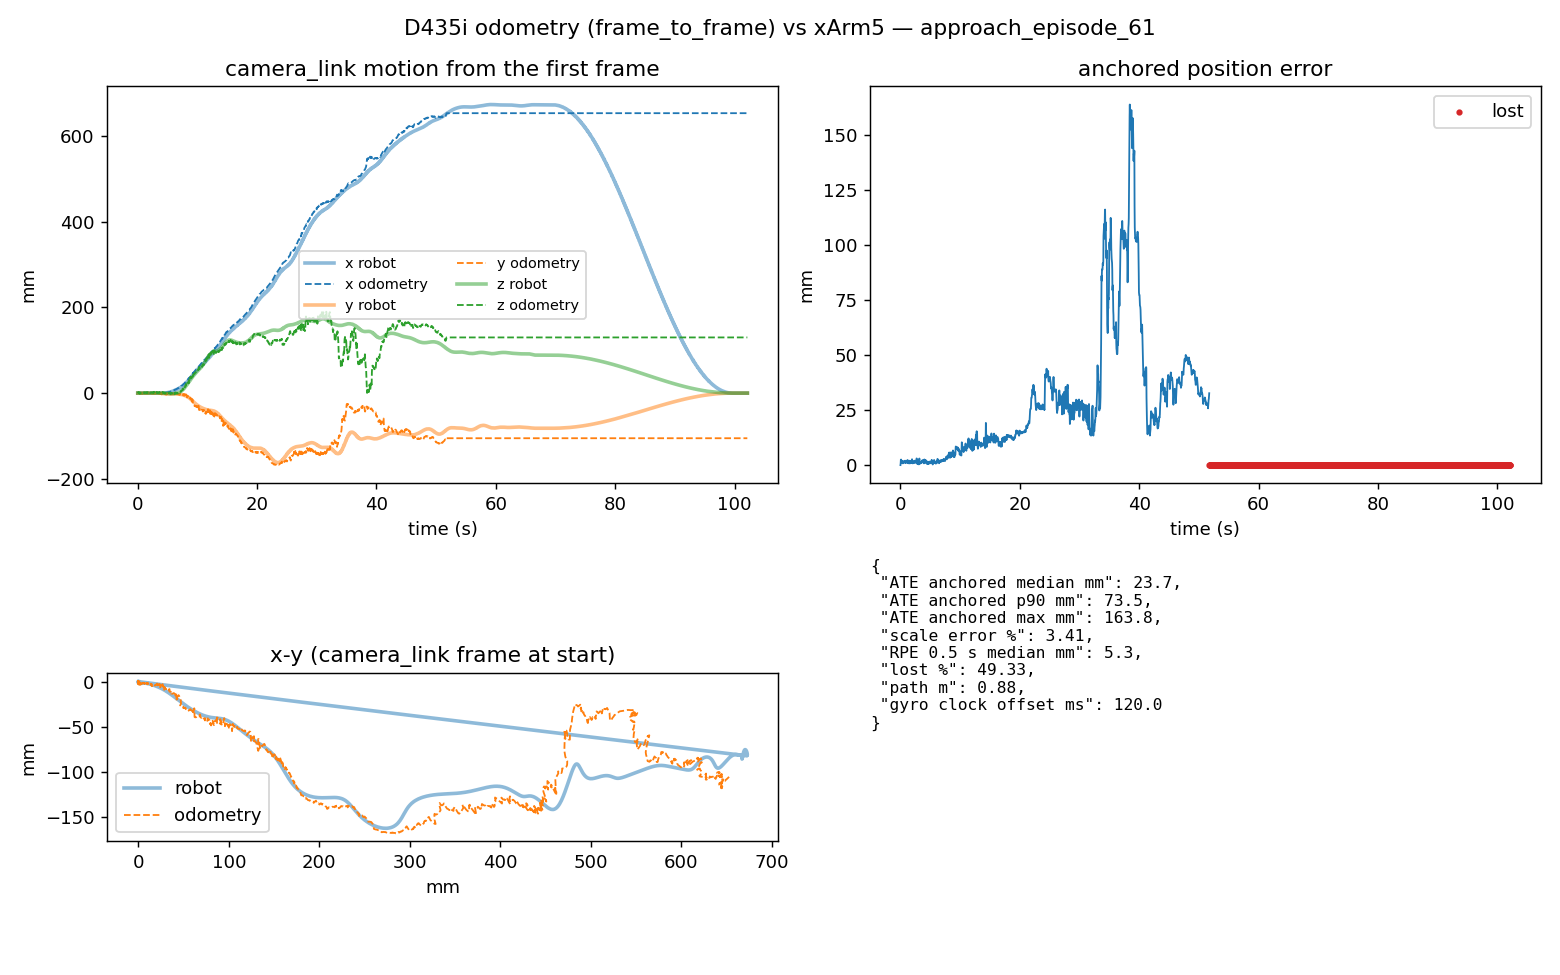 D435i odometry (frame_to_frame) vs xArm5 — approach_episode_61
camera_link motion from the first frame
600
400
200
0
−200
mm
x robot
x odometry
y robot
y odometry
z robot
z odometry
0 20 40 60 80 100
time (s)
anchored position error
150
125
100
75
50
25
0
mm
lost
0 20 40 60 80 100
time (s)
x-y (camera_link frame at start)
0
−50
−100
−150
mm
robot
odometry
0 100 200 300 400 500 600 700
mm
{
"ATE anchored median mm": 23.7,
"ATE anchored p90 mm": 73.5,
"ATE anchored max mm": 163.8,
"scale error %": 3.41,
"RPE 0.5 s median mm": 5.3,
"lost %": 49.33,
"path m": 0.88,
"gyro clock offset ms": 120.0
}